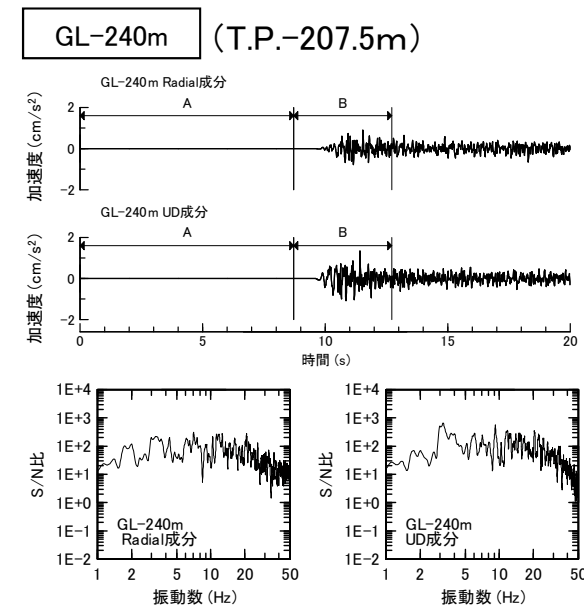 GL-240m (T.P.-207.5m)
GL-240m Radial成分
A B
2
0
-2
加速度(cm/s²)
GL-240m UD成分
A B
2
0
-2
加速度(cm/s²)
0 5 10 15 20
時間(s)
1E+4
1E+3
1E+2
1E+1
1E+0
1E-1
1E-2
S/N比
GL-240m
Radial成分
1 2 5 10 20 50
振動数(Hz)
1E+4
1E+3
1E+2
1E+1
1E+0
1E-1
1E-2
S/N比
GL-240m
UD成分
1 2 5 10 20 50
振動数(Hz)